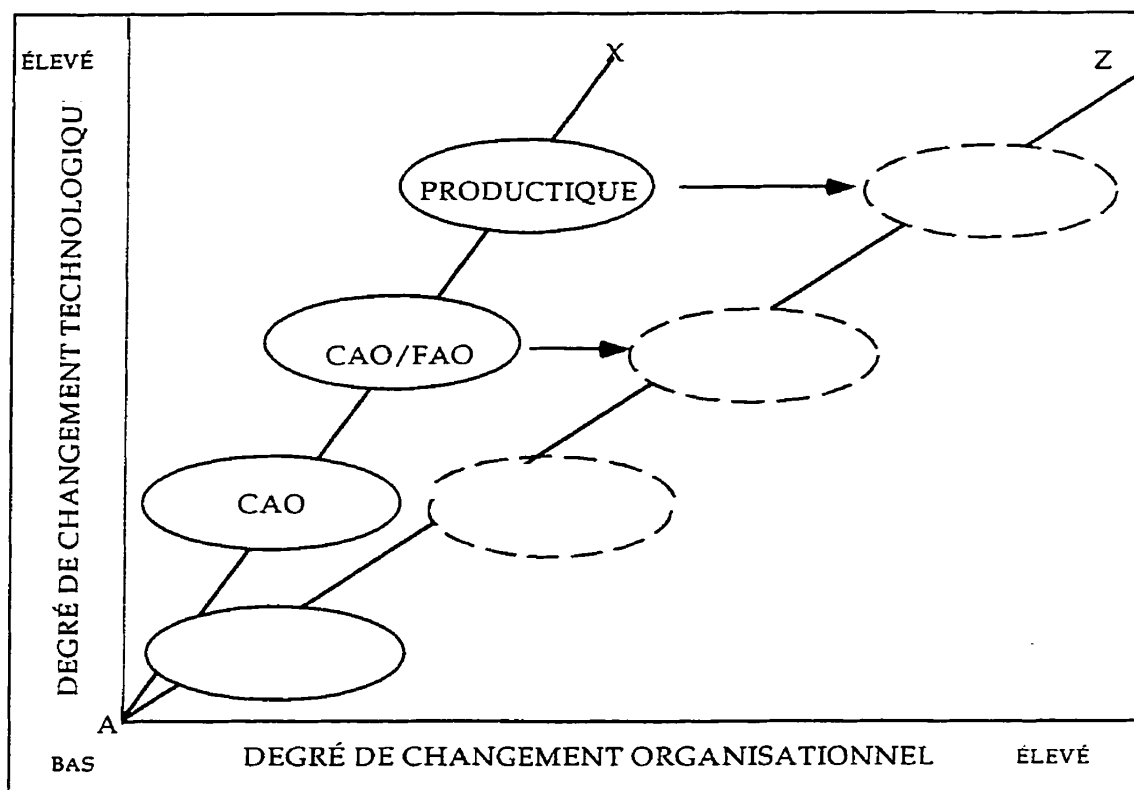 ÉLEVÉ
X
Z
DEGRÉ DE CHANGEMENT TECHNOLOGIQU
PRODUCTIQUE
CAO/FAO
CAO
A
BAS
DEGRÉ DE CHANGEMENT ORGANISATIONNEL
ÉLEVÉ